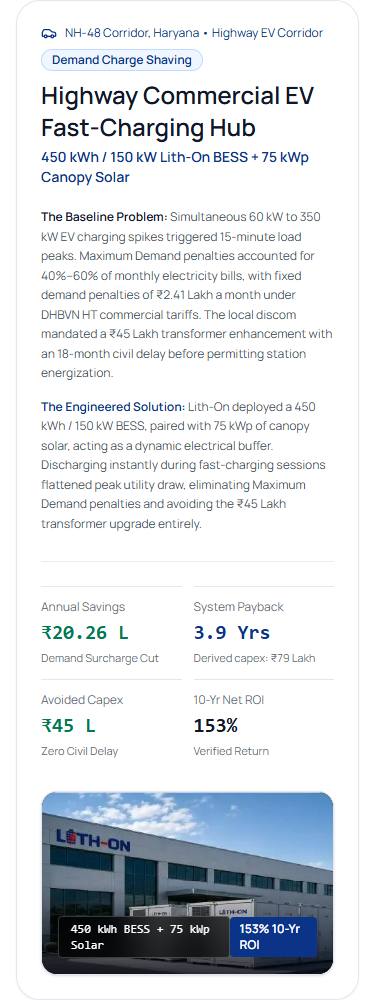 NH-48 Corridor, Haryana • Highway EV Corridor
Demand Charge Shaving
Highway Commercial EV
Fast-Charging Hub
450 kWh / 150 kW Lith-On BESS + 75 kWp
Canopy Solar
The Baseline Problem: Simultaneous 60 kW to 350
kW EV charging spikes triggered 15-minute load
peaks. Maximum Demand penalties accounted for
40%–60% of monthly electricity bills, with fixed
demand penalties of ₹2.41 Lakh a month under
DHBVN HT commercial tariffs. The local discom
mandated a ₹45 Lakh transformer enhancement with
an 18-month civil delay before permitting station
energization.
The Engineered Solution: Lith-On deployed a 450
kWh / 150 kW BESS, paired with 75 kWp of canopy
solar, acting as a dynamic electrical buffer.
Discharging instantly during fast-charging sessions
flattened peak utility draw, eliminating Maximum
Demand penalties and avoiding the ₹45 Lakh
transformer upgrade entirely.
Annual Savings
₹20.26 L
Demand Surcharge Cut
System Payback
3.9 Yrs
Derived capex: ₹79 Lakh
Avoided Capex
₹45 L
Zero Civil Delay
10-Yr Net ROI
153%
Verified Return
LITH-ON
450 kWh BESS + 75 kWp
Solar
153% 10-Yr
ROI